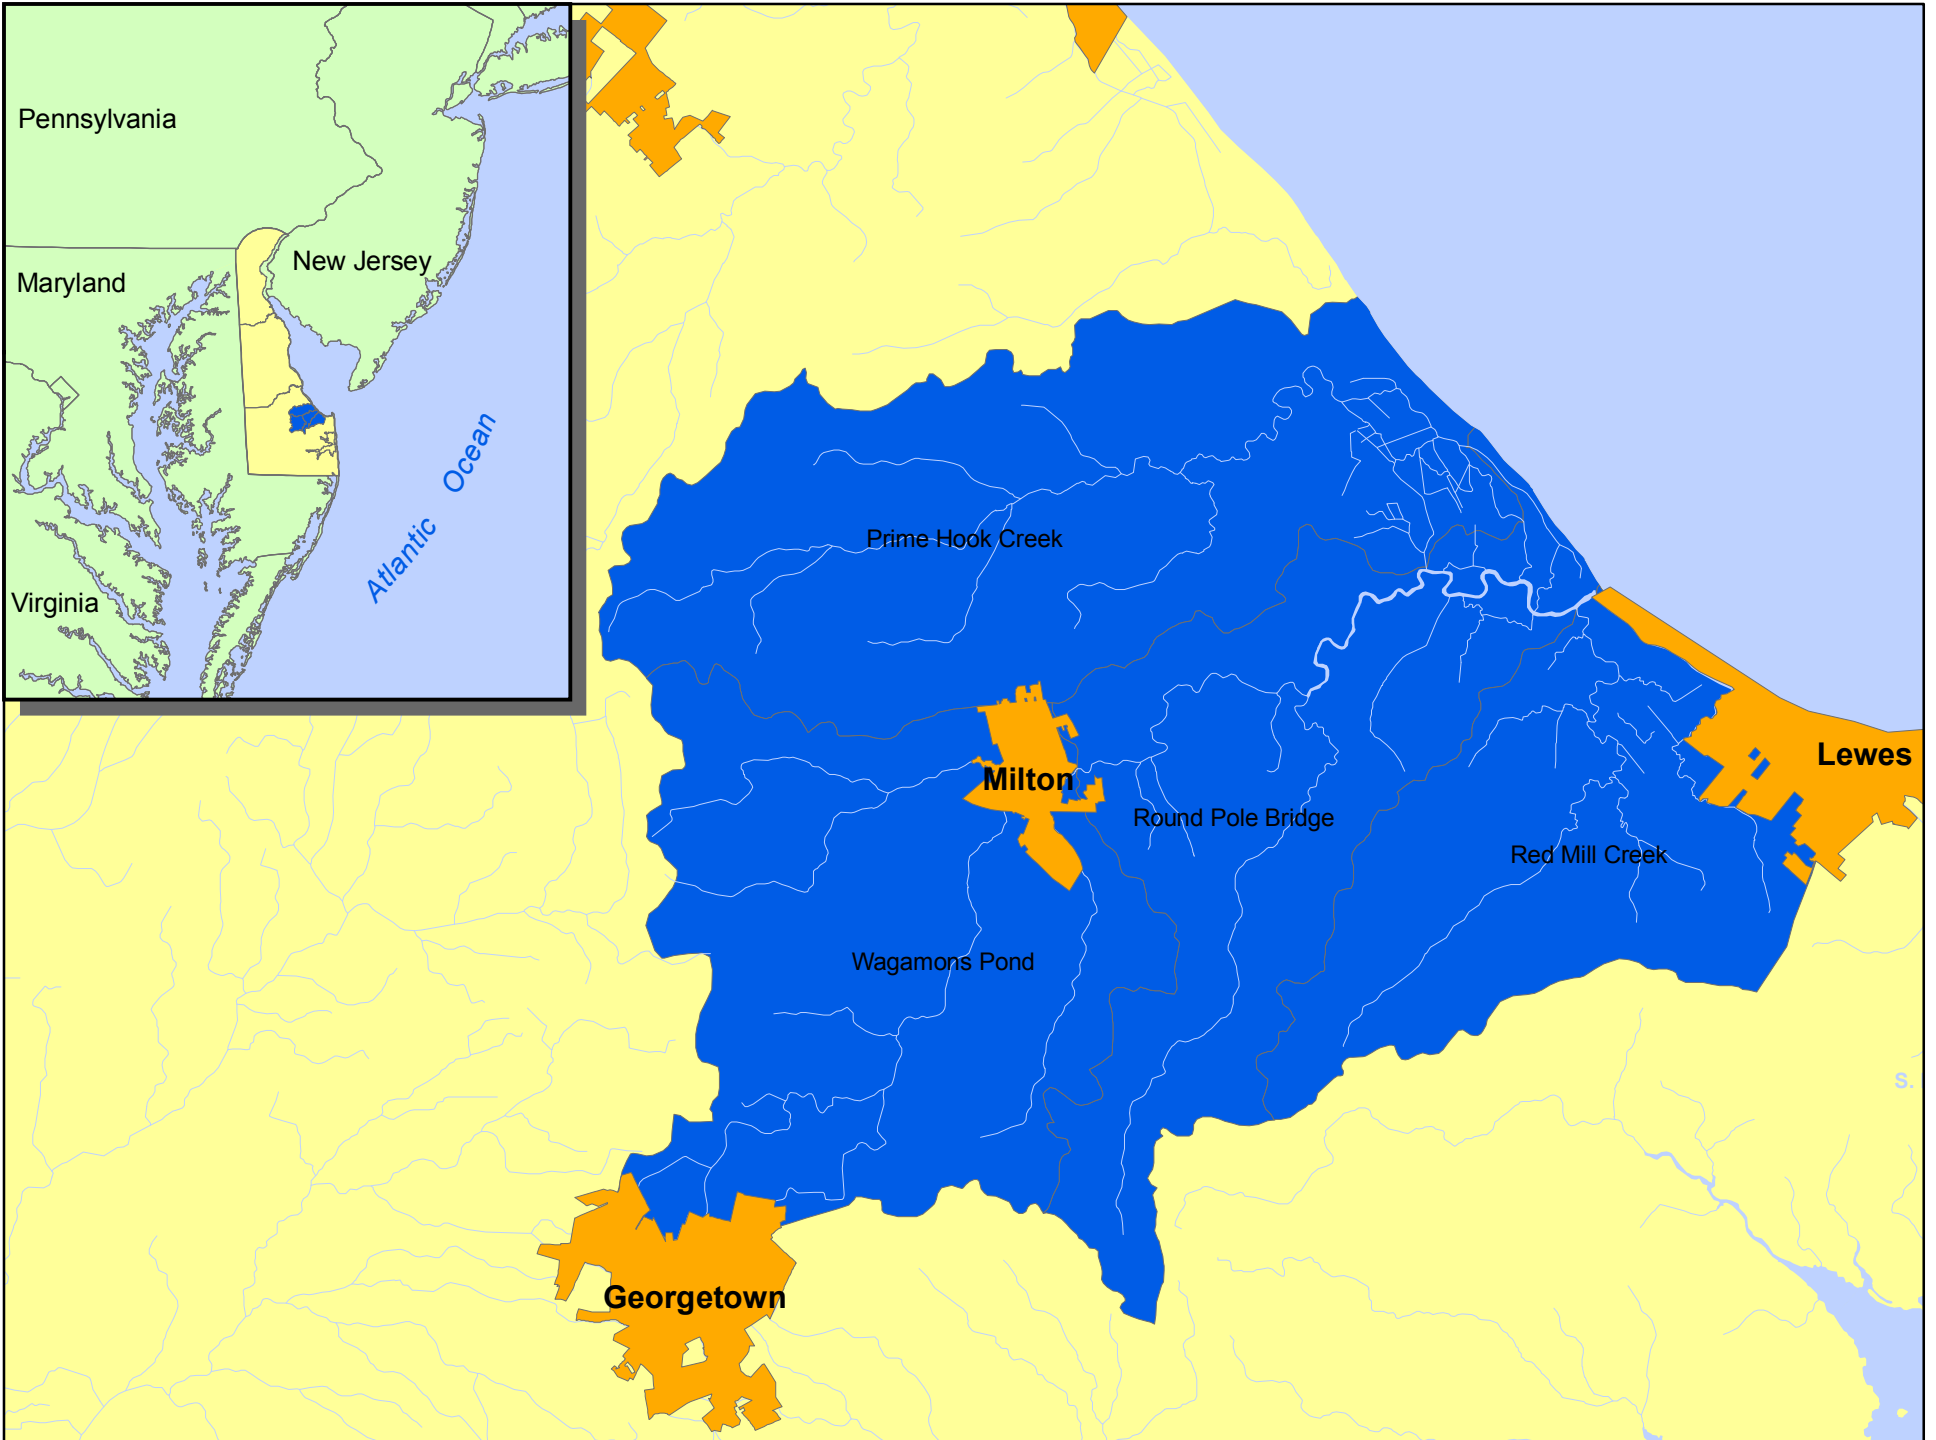 Pennsylvania
New Jersey
Maryland
Atlantic Ocean
Virginia
Prime Hook Creek
Milton
Lewes
Round Pole Bridge
Red Mill Creek
Wagamons Pond
S.
Georgetown